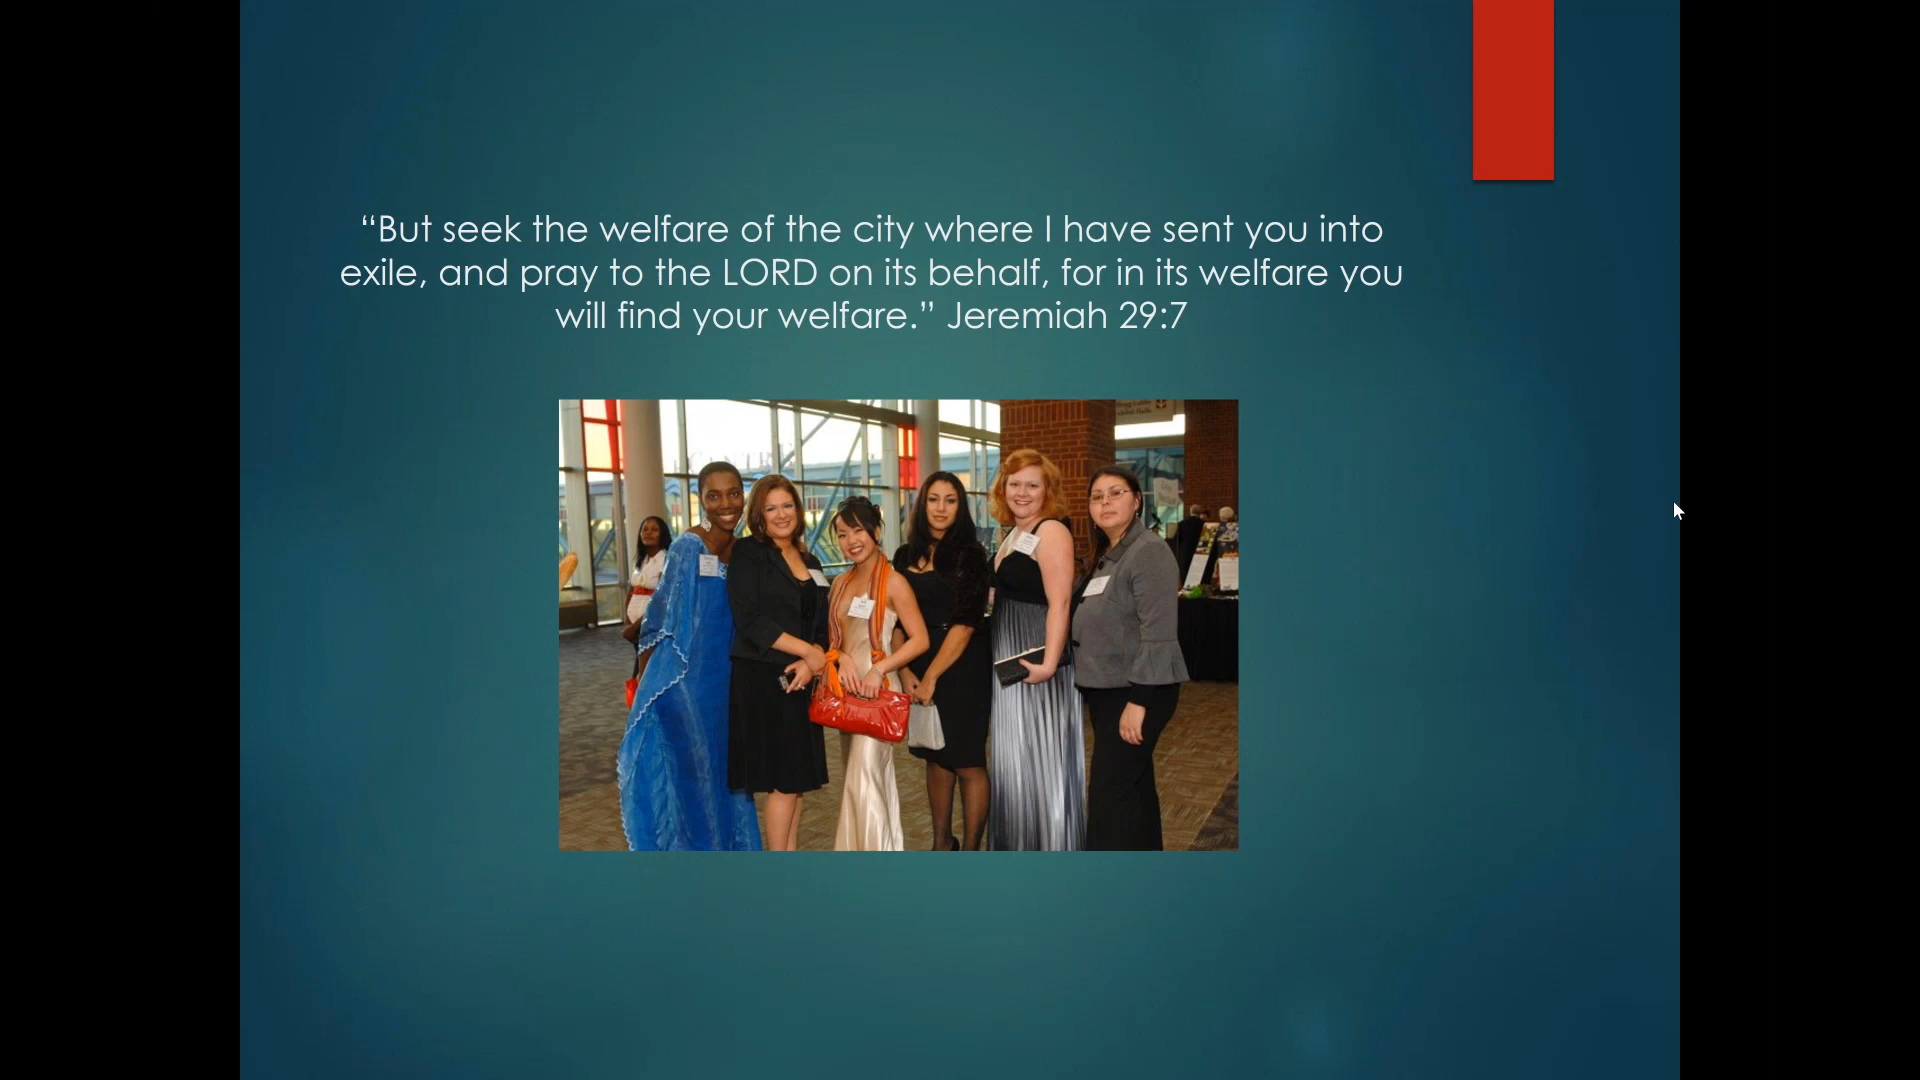 “But seek the welfare of the city where I have sent you into
exile, and pray to the LORD on its behalf, for in its welfare you
will find your welfare.” Jeremiah 29:7